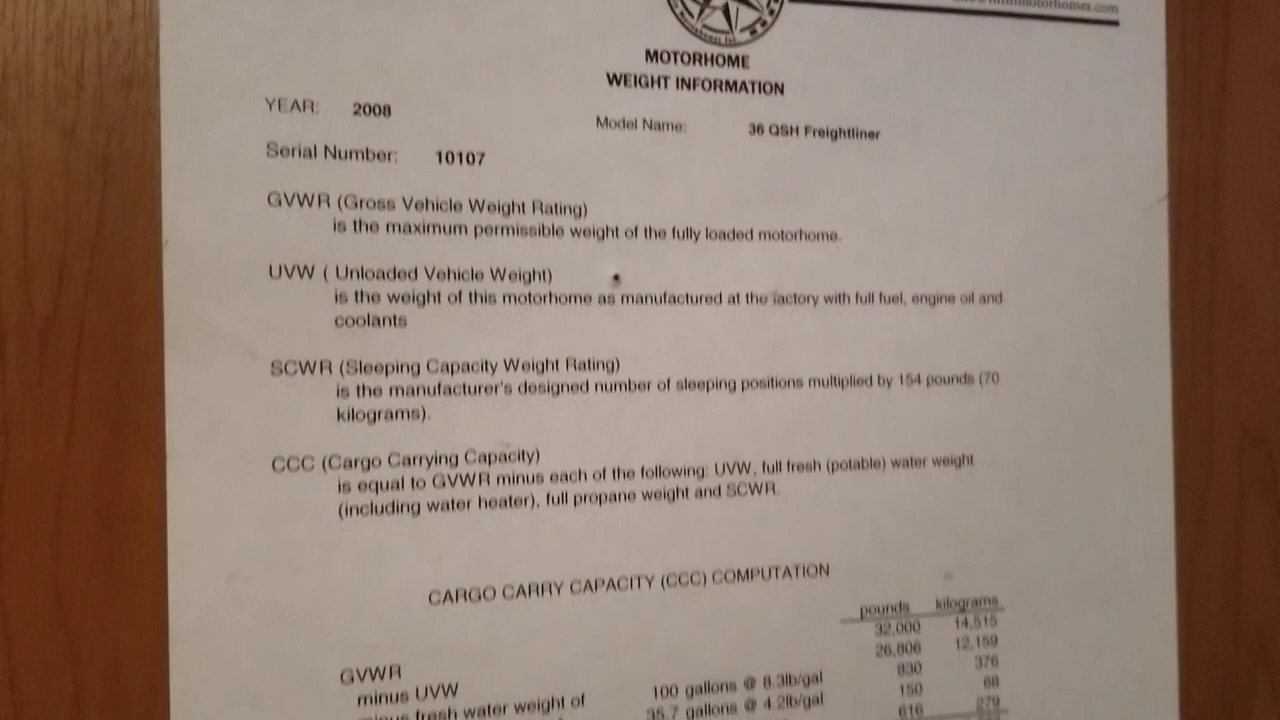 motorhomes.com
MOTORHOME
WEIGHT INFORMATION
YEAR: 2008
Model Name: 36 QSH Freightliner
Serial Number: 10107
GVWR (Gross Vehicle Weight Rating)
is the maximum permissible weight of the fully loaded motorhome.
UVW ( Unloaded Vehicle Weight)
is the weight of this motorhome as manufactured at the factory with full fuel, engine oil and
coolants
SCWR (Sleeping Capacity Weight Rating)
is the manufacturer's designed number of sleeping positions multiplied by 154 pounds (70
kilograms).
CCC (Cargo Carrying Capacity)
is equal to GVWR minus each of the following: UVW, full fresh (potable) water weight
(including water heater), full propane weight and SCWR.
CARGO CARRY CAPACITY (CCC) COMPUTATION
pounds kilograms
GVWR 32,000 14,515
minus UVW 26,806 12,159
minus fresh water weight of 100 gallons @ 8.3lb/gal 830 376
35.7 gallons @ 4.2lb/gal 150 68
616 279